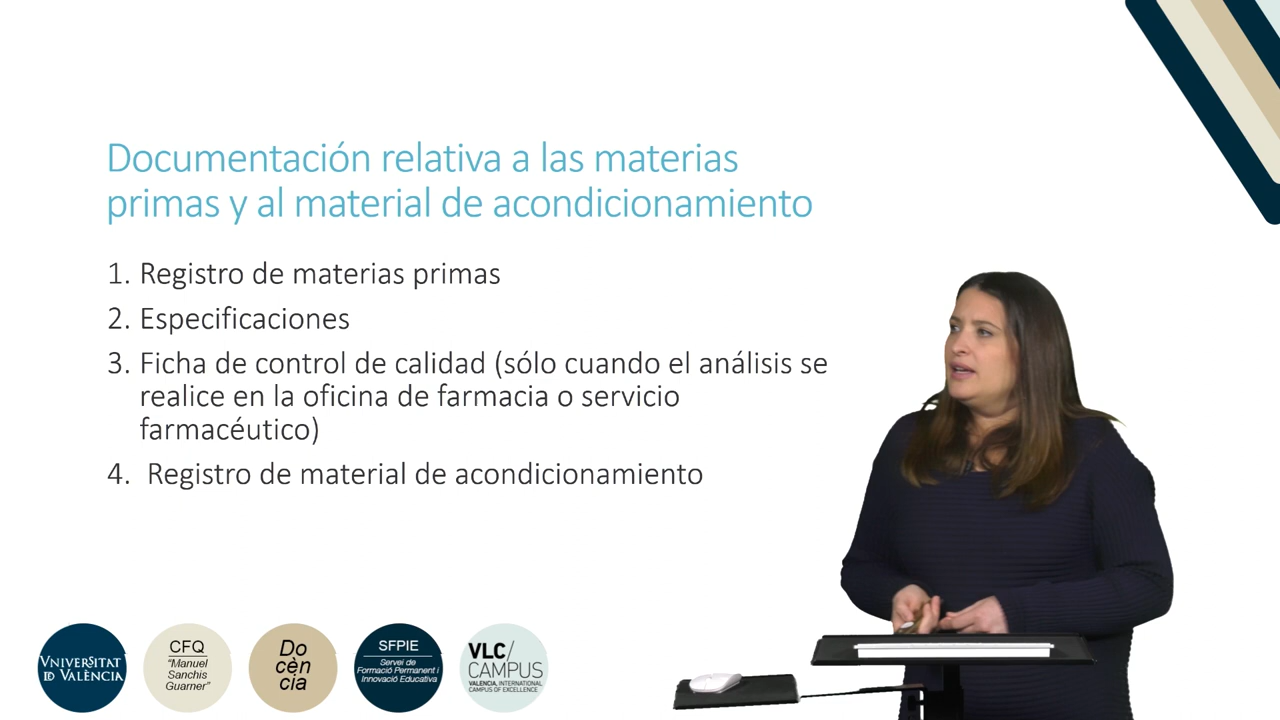 Documentación relativa a las materias
primas y al material de acondicionamiento
1. Registro de materias primas
2. Especificaciones
3. Ficha de control de calidad (sólo cuando el análisis se
realice en la oficina de farmacia o servicio
farmacéutico)
4. Registro de material de acondicionamiento
VNIVERSITAT
ID VALÈNCIA
CFQ
"Manuel
Sanchis
Guarner"
Do
cèn
cia
SFPIE
Servei de
Formació Permanent i
Innovació Educativa
VLC/
CAMPUS
VALENCIA, INTERNATIONAL
CAMPUS OF EXCELLENCE